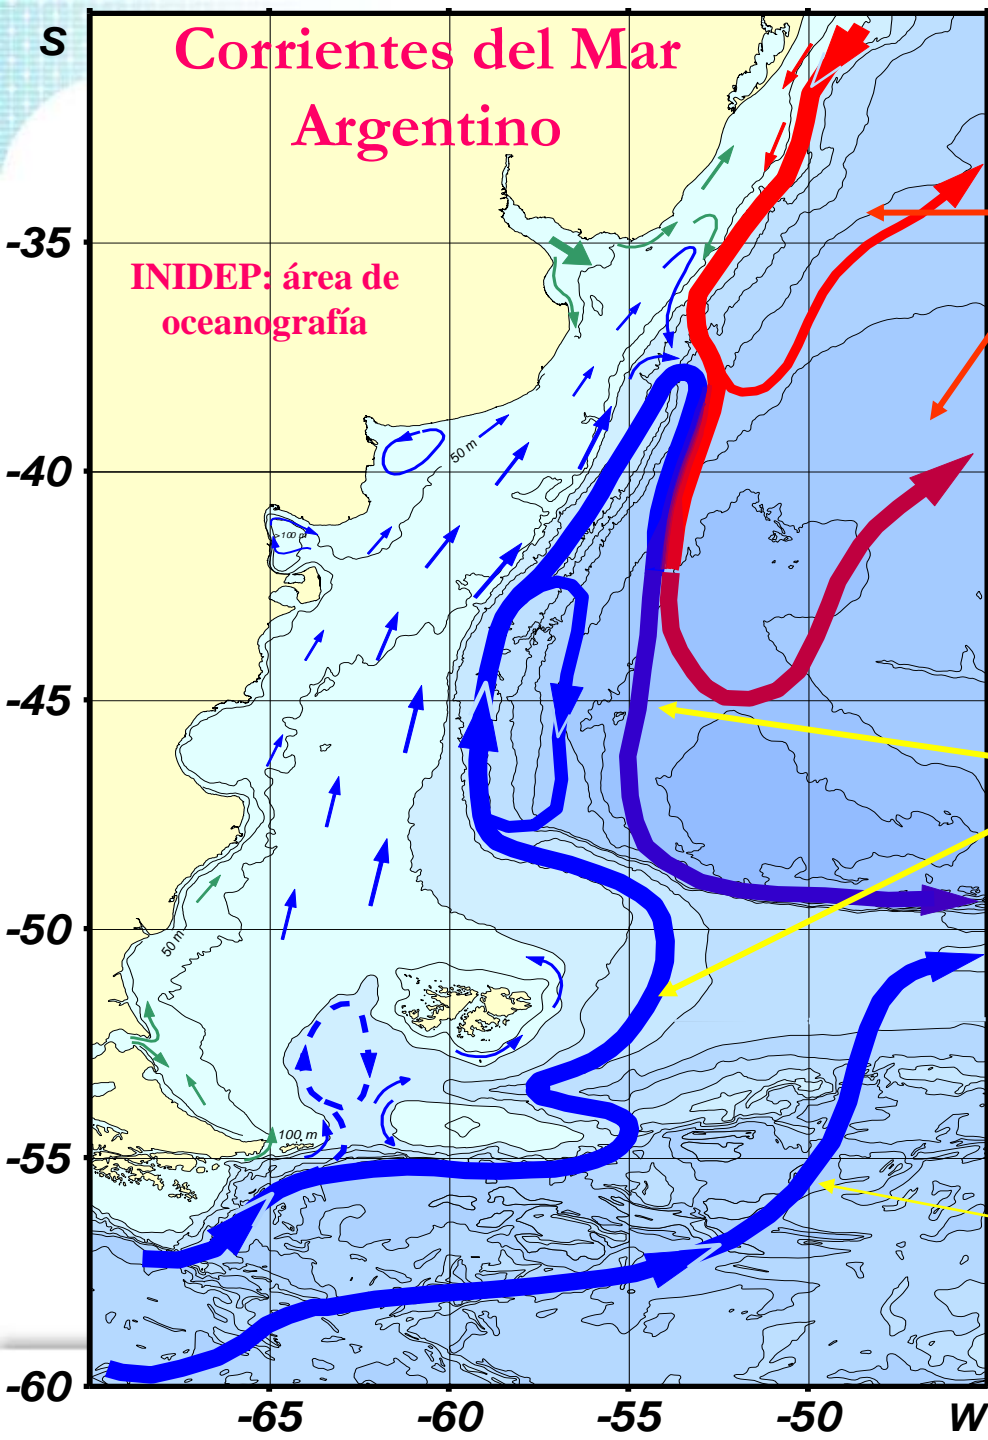 S
Corrientes del Mar
Argentino
-35
INIDEP: área de
oceanografía
50 m
-40
>100 m
-45
50 m
-50
100 m
-55
-60
-65
-60
-55
-50
W